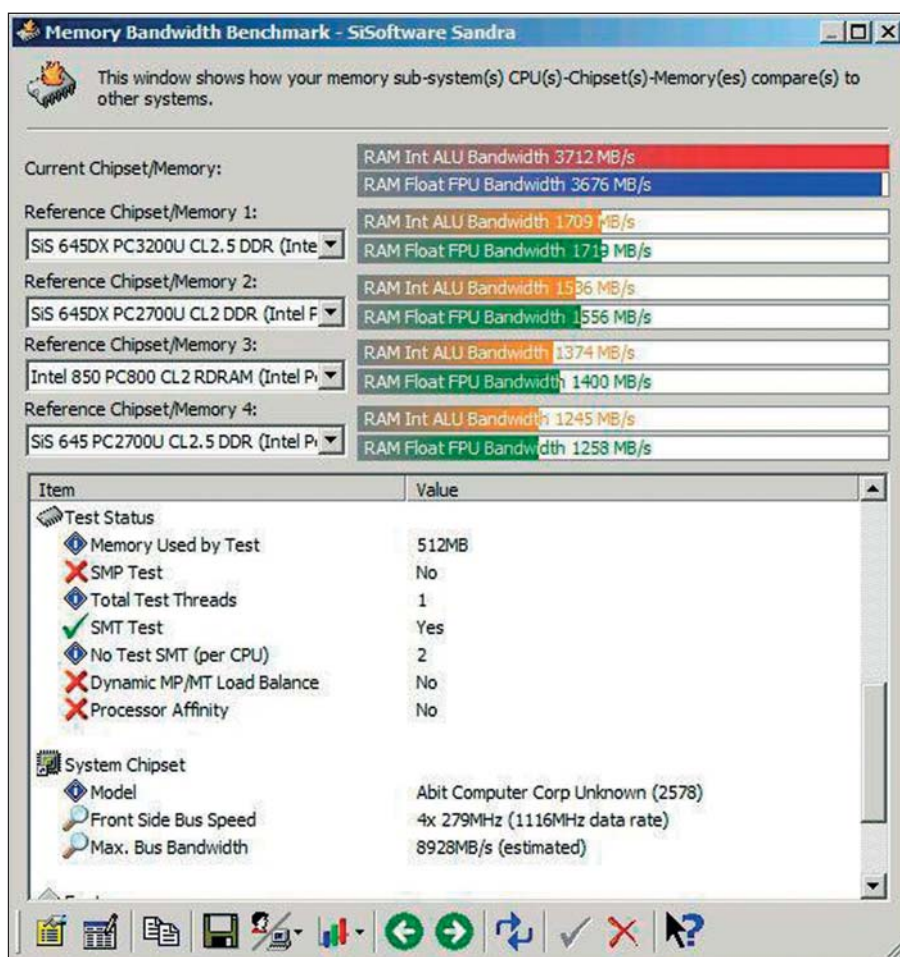 Memory Bandwidth Benchmark - SiSoftware Sandra
This window shows how your memory sub-system(s) CPU(s)-Chipset(s)-Memory(es) compare(s) to
other systems.
Current Chipset/Memory:
RAM Int ALU Bandwidth 3712 MB/s
RAM Float FPU Bandwidth 3676 MB/s
Reference Chipset/Memory 1:
SiS 645DX PC3200U CL2.5 DDR (Inte
RAM Int ALU Bandwidth 1709 MB/s
RAM Float FPU Bandwidth 1719 MB/s
Reference Chipset/Memory 2:
SiS 645DX PC2700U CL2 DDR (Intel P
RAM Int ALU Bandwidth 1536 MB/s
RAM Float FPU Bandwidth 1556 MB/s
Reference Chipset/Memory 3:
Intel 850 PC800 CL2 RDRAM (Intel P
RAM Int ALU Bandwidth 1374 MB/s
RAM Float FPU Bandwidth 1400 MB/s
Reference Chipset/Memory 4:
SiS 645 PC2700U CL2.5 DDR (Intel P
RAM Int ALU Bandwidth 1245 MB/s
RAM Float FPU Bandwidth 1258 MB/s
Item Value
Test Status
Memory Used by Test 512MB
SMP Test No
Total Test Threads 1
SMT Test Yes
No Test SMT (per CPU) 2
Dynamic MP/MT Load Balance No
Processor Affinity No
System Chipset
Model Abit Computer Corp Unknown (2578)
Front Side Bus Speed 4x 279MHz (1116MHz data rate)
Max. Bus Bandwidth 8928MB/s (estimated)